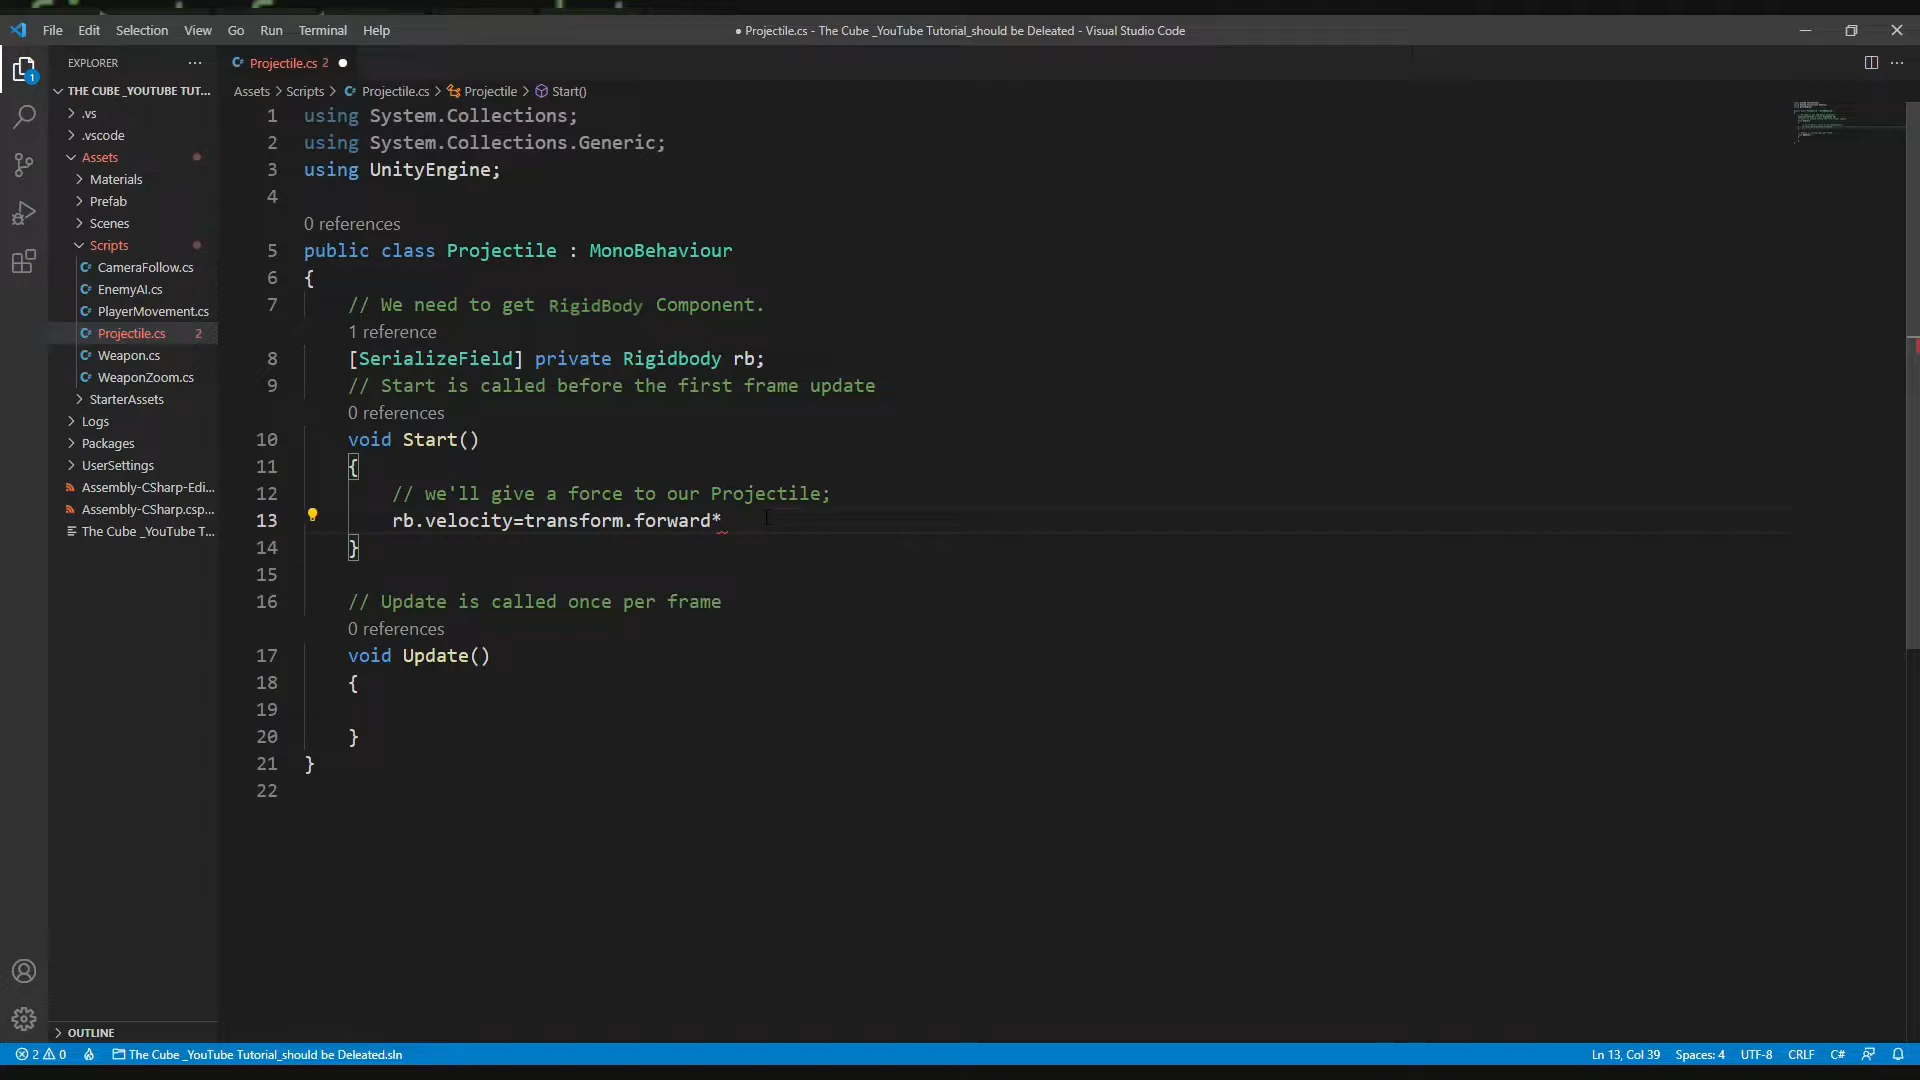 File Edit Selection View Go Run Terminal Help
● Projectile.cs - The Cube _YouTube Tutorial_should be Deleated - Visual Studio Code
1
EXPLORER ...
THE CUBE _YOUTUBE TUT...
.vs
.vscode
Assets
Materials
Prefab
Scenes
Scripts
CameraFollow.cs
EnemyAI.cs
PlayerMovement.cs
Projectile.cs 2
Weapon.cs
WeaponZoom.cs
StarterAssets
Logs
Packages
UserSettings
Assembly-CSharp-Edi...
Assembly-CSharp.csp...
The Cube _YouTube T...
OUTLINE
Projectile.cs 2 ●
Assets > Scripts > Projectile.cs > Projectile > Start()
1 using System.Collections;
2 using System.Collections.Generic;
3 using UnityEngine;
4
0 references
5 public class Projectile : MonoBehaviour
6 {
7 // We need to get RigidBody Component.
1 reference
8 [SerializeField] private Rigidbody rb;
9 // Start is called before the first frame update
0 references
10 void Start()
11 {
12 // we'll give a force to our Projectile;
13 rb.velocity=transform.forward*
14 }
15
16 // Update is called once per frame
0 references
17 void Update()
18 {
19
20 }
21 }
22
2 0 The Cube _YouTube Tutorial_should be Deleated.sln
Ln 13, Col 39 Spaces: 4 UTF-8 CRLF C#